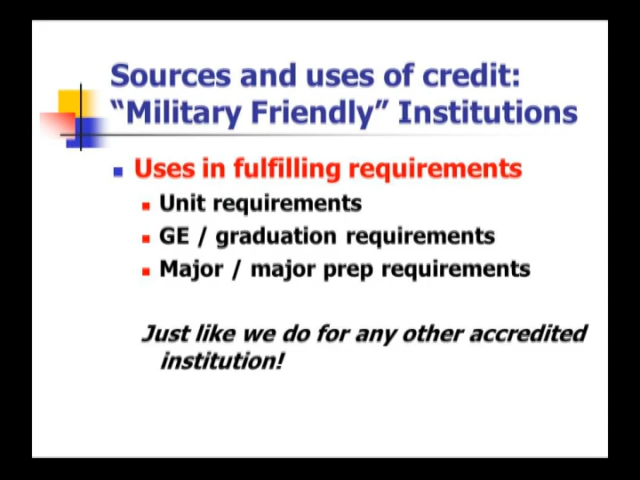 Sources and uses of credit:
“Military Friendly” Institutions
Uses in fulfilling requirements
Unit requirements
GE / graduation requirements
Major / major prep requirements
Just like we do for any other accredited
institution!